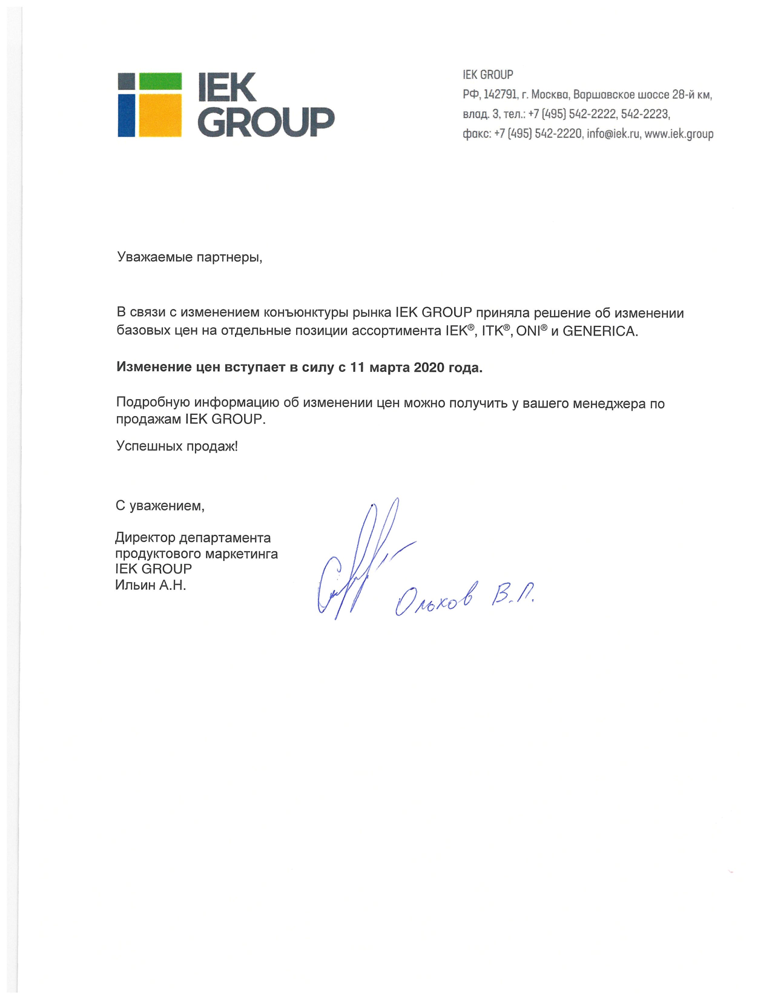 IEK
GROUP
IEK GROUP
РФ, 142791, г. Москва, Варшавское шоссе 28-й км,
влад. 3, тел.: +7 (495) 542-2222, 542-2223,
факс: +7 (495) 542-2220, info@iek.ru, www.iek.group
Уважаемые партнеры,
В связи с изменением конъюнктуры рынка IEK GROUP приняла решение об изменении
базовых цен на отдельные позиции ассортимента IEK®, ITK®, ONI® и GENERICA.
Изменение цен вступает в силу с 11 марта 2020 года.
Подробную информацию об изменении цен можно получить у вашего менеджера по
продажам IEK GROUP.
Успешных продаж!
С уважением,
Директор департамента
продуктового маркетинга
IEK GROUP
Ильин А.Н.
Ольхов В.Л.